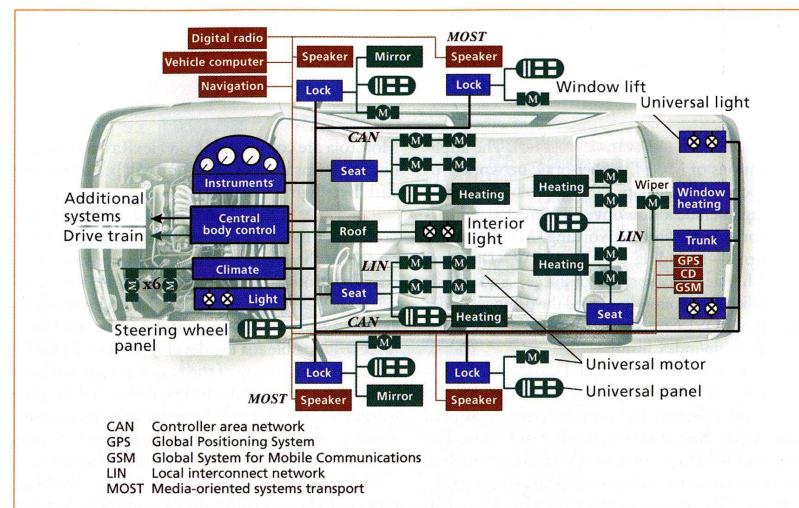 Digital radio
MOST
Vehicle computer
Speaker
Mirror
Speaker
Navigation
Lock
Lock
Window lift
M
M
Universal light
CAN
M
M
Instruments
Seat
M
M
M
Heating
Heating
M
Wiper
M
M
Window
heating
Additional
systems
Drive train
Central
body control
Roof
Interior
light
LIN
Trunk
LIN
M
M
Heating
M
GPS
CD
GSM
M
x6
M
Climate
Light
Seat
M
M
M
CAN
Heating
Seat
Steering wheel
panel
M
Lock
Lock
M
Universal motor
MOST
Speaker
Mirror
Speaker
Universal panel
CAN Controller area network
GPS Global Positioning System
GSM Global System for Mobile Communications
LIN Local interconnect network
MOST Media-oriented systems transport